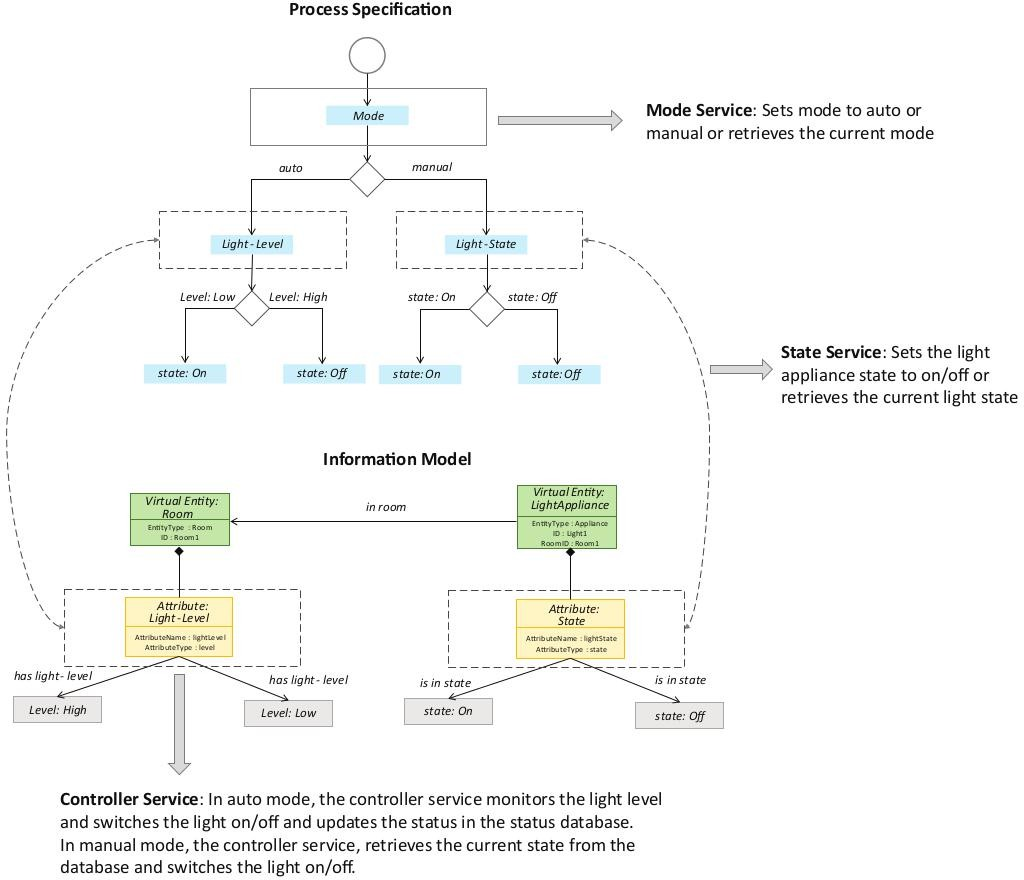 Process Specification
Mode
Mode Service: Sets mode to auto or
manual or retrieves the current mode
auto
manual
Light-Level
Light-State
Level: Low
Level: High
state: On
state: Off
state: On
state: Off
state: On
state: Off
State Service: Sets the light
appliance state to on/off or
retrieves the current light state
Information Model
Virtual Entity:
Room
EntityType : Room
ID : Room1
in room
Virtual Entity:
LightAppliance
EntityType : Appliance
ID : Light1
RoomID : Room1
Attribute:
Light-Level
AttributeName : lightLevel
AttributeType : level
Attribute:
State
AttributeName : lightState
AttributeType : state
has light- level
has light- level
is in state
is in state
Level: High
Level: Low
state: On
state: Off
Controller Service: In auto mode, the controller service monitors the light level
and switches the light on/off and updates the status in the status database.
In manual mode, the controller service, retrieves the current state from the
database and switches the light on/off.